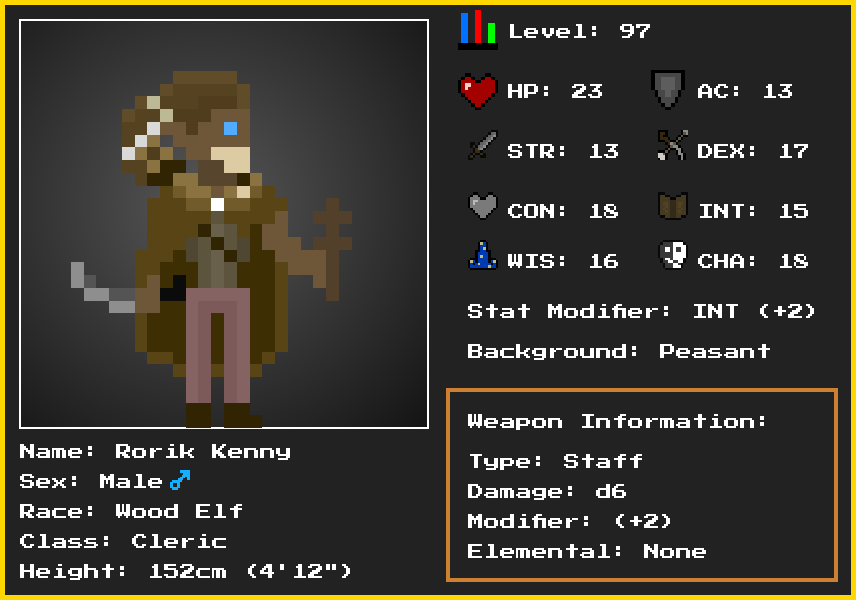 Level: 97
HP: 23 AC: 13
STR: 13 DEX: 17
CON: 18 INT: 15
WIS: 16 CHA: 18
Stat Modifier: INT (+2)
Background: Peasant
Weapon Information:
Type: Staff
Damage: d6
Modifier: (+2)
Elemental: None
Name: Rorik Kenny
Sex: Male ♂
Race: Wood Elf
Class: Cleric
Height: 152cm (4'12")